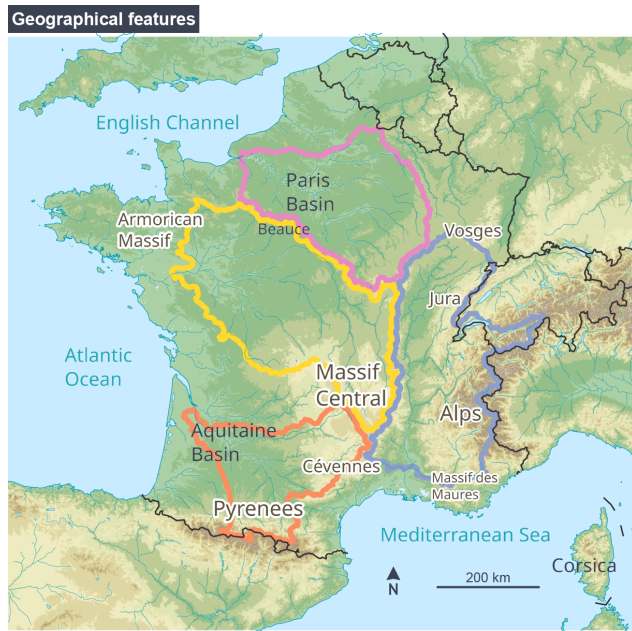 Geographical features
English Channel
Paris
Basin
Armorican
Massif
Beauce
Vosges
Jura
Atlantic
Ocean
Massif
Central
Alps
Aquitaine
Basin
Cévennes
Massif des
Maures
Pyrenees
Mediterranean Sea
Corsica
N
200 km